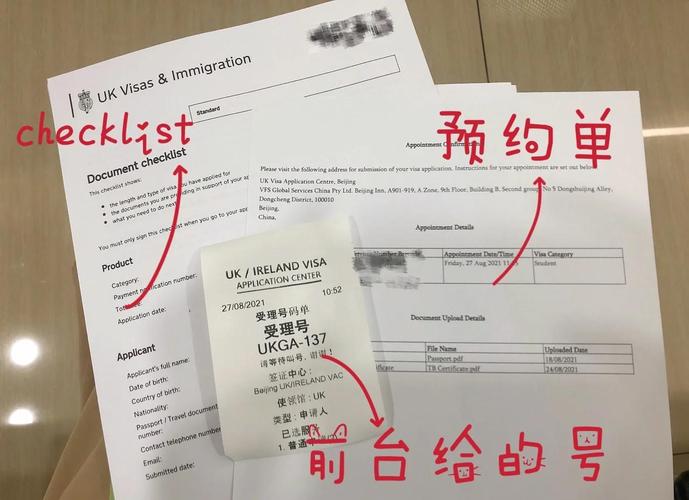 UK Visas & Immigration
Standard
checklist
Document checklist
This checklist shows:
the length and type of visa you have applied for
the documents you are providing in support of your
what you need to do next
You must only sign this checklist when you go to your
Product
Category:
Payment notification number:
Application date:
Applicant
Applicant's full name:
Date of birth:
Country of birth:
Nationality:
Passport / Travel document
number:
Contact telephone number
Email:
Submitted date:
预约单
Appointment
Please visit the following address for submission of your visa application. Instructions for your appointment are set out below.
UK Visa Application Centre, Beijing
VFS Global Services China Pty Ltd. Beijing Inn, A901-919, A Zone, 9th Floor, Building B, Second group, No 5 Dongshuijing Alley,
Dongcheng District, 100010
Beijing,
China,
Appointment Details
Appointment Date/Time Visa Category
Friday, 27 Aug 2021 Student
Document Upload Details
File Name Uploaded Date
Passport.pdf 18/08/2021
TB Certificate.pdf 24/08/2021
UK / IRELAND VISA
APPLICATION CENTER
27/08/2021 10:52
受理号码单
受理号
UKGA-137
请等待叫号,谢谢!
签证中心:
Beijing UK/IRELAND VAC
使领馆:UK
类型:申请人
已选服
1. 普通
前台给的号